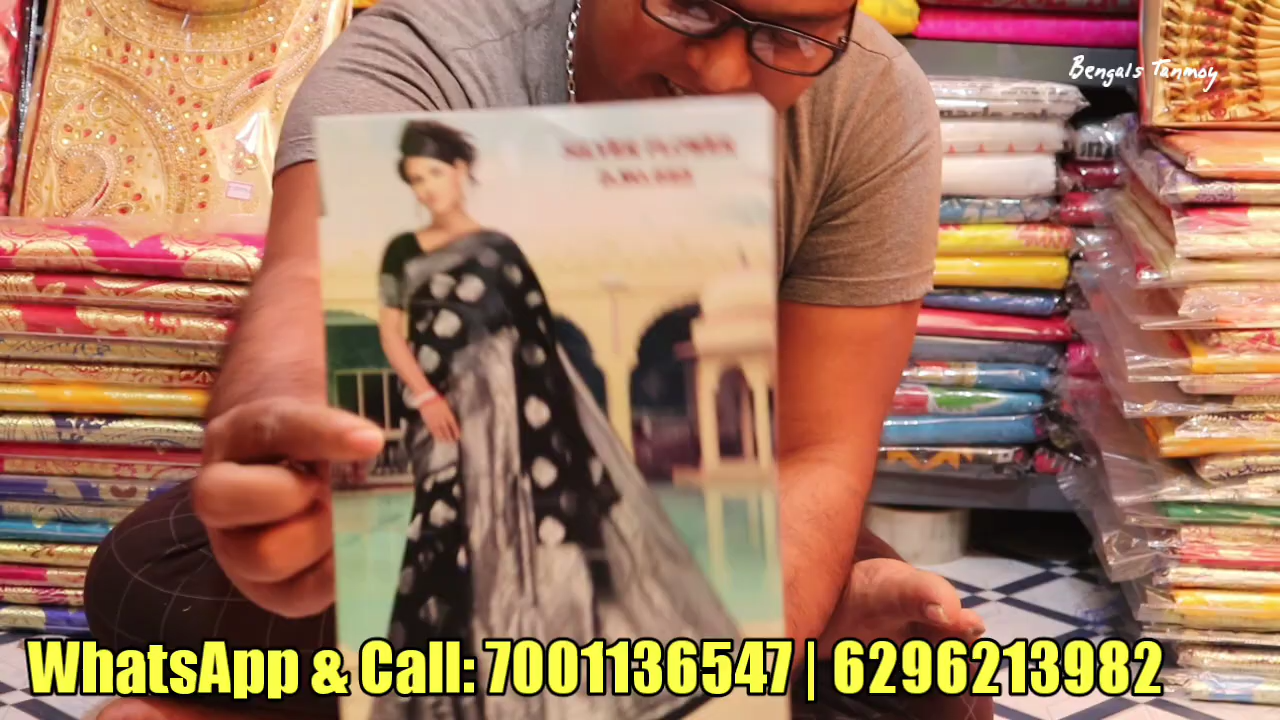 Bengals Tanmoy
WhatsApp & Call: 7001136547 | 6296213982